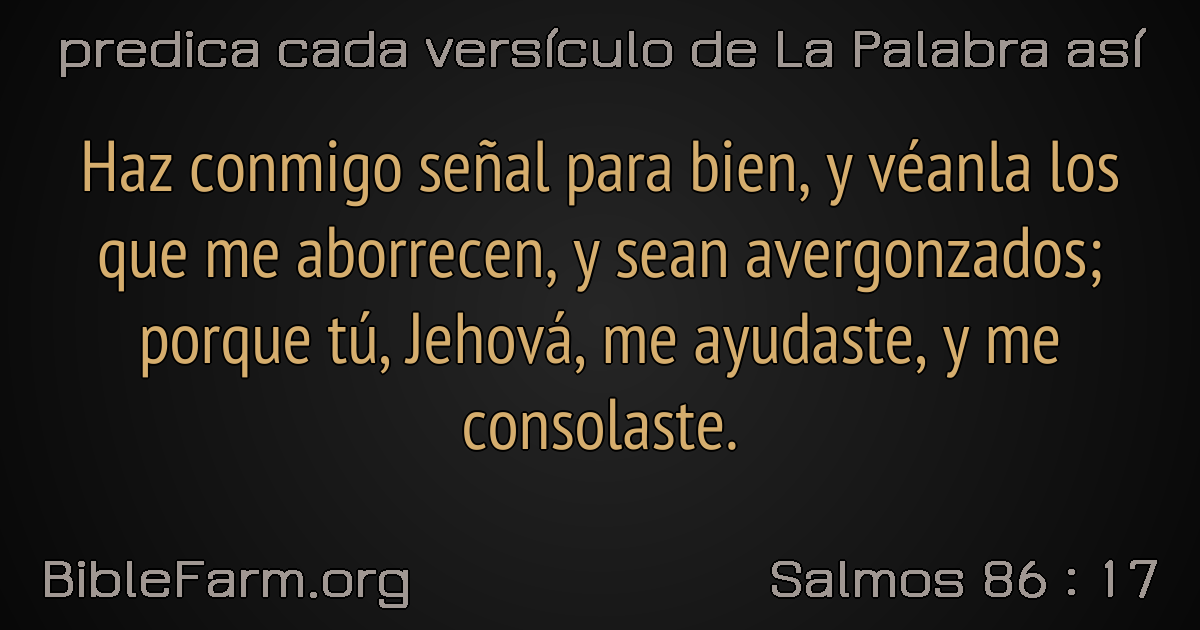 predica cada versículo de La Palabra así
Haz conmigo señal para bien, y véanla los
que me aborrecen, y sean avergonzados;
porque tú, Jehová, me ayudaste, y me
consolaste.
BibleFarm.org
Salmos 86 : 17